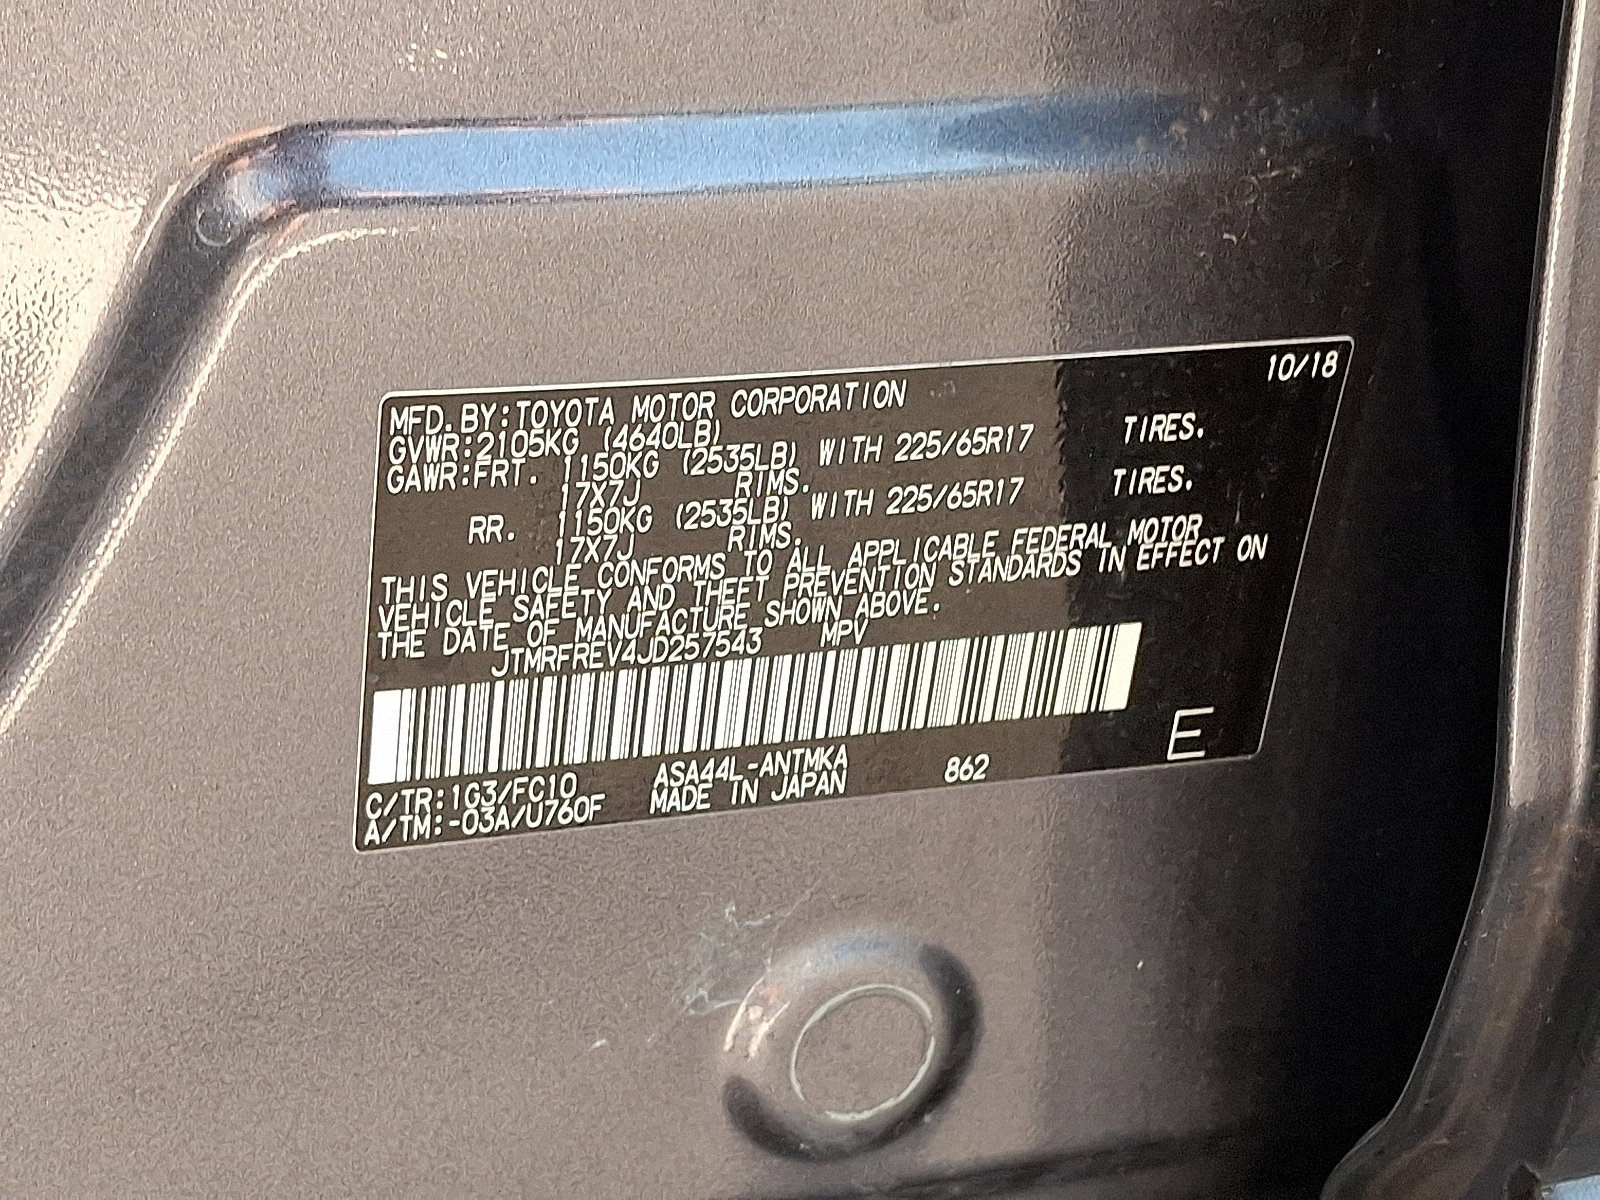 10/18
MFD.BY:TOYOTA MOTOR CORPORATION
GVWR:2105KG (4640LB)
GAWR:FRT. 1150KG (2535LB) WITH 225/65R17 TIRES.
17X7J RIMS.
RR. 1150KG (2535LB) WITH 225/65R17 TIRES.
17X7J RIMS.
THIS VEHICLE CONFORMS TO ALL APPLICABLE FEDERAL MOTOR
VEHICLE SAFETY AND THEFT PREVENTION STANDARDS IN EFFECT ON
THE DATE OF MANUFACTURE SHOWN ABOVE.
JTMRFREV4JD257543 MPV
C/TR:1G3/FC10 ASA44L-ANTMKA 862 E
A/TM:-03A/U760F MADE IN JAPAN